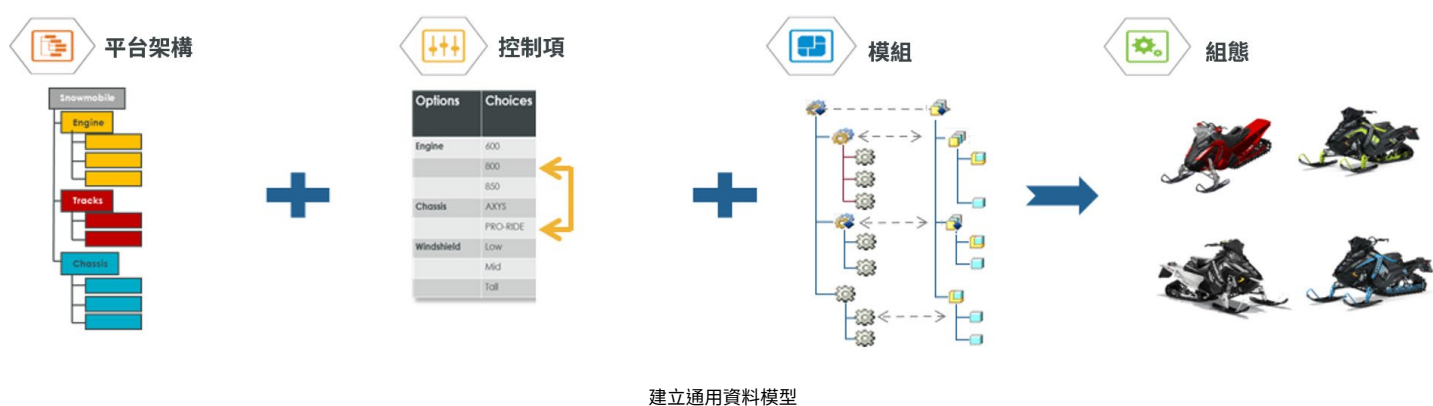 平台架構
控制項
模組
組態
Snowmobile
Engine
Tracks
Chassis
Options Choices
Engine 600
800
850
Chassis AXYS
PRO-RIDE
Windshield Low
Mid
Tall
建立通用資料模型